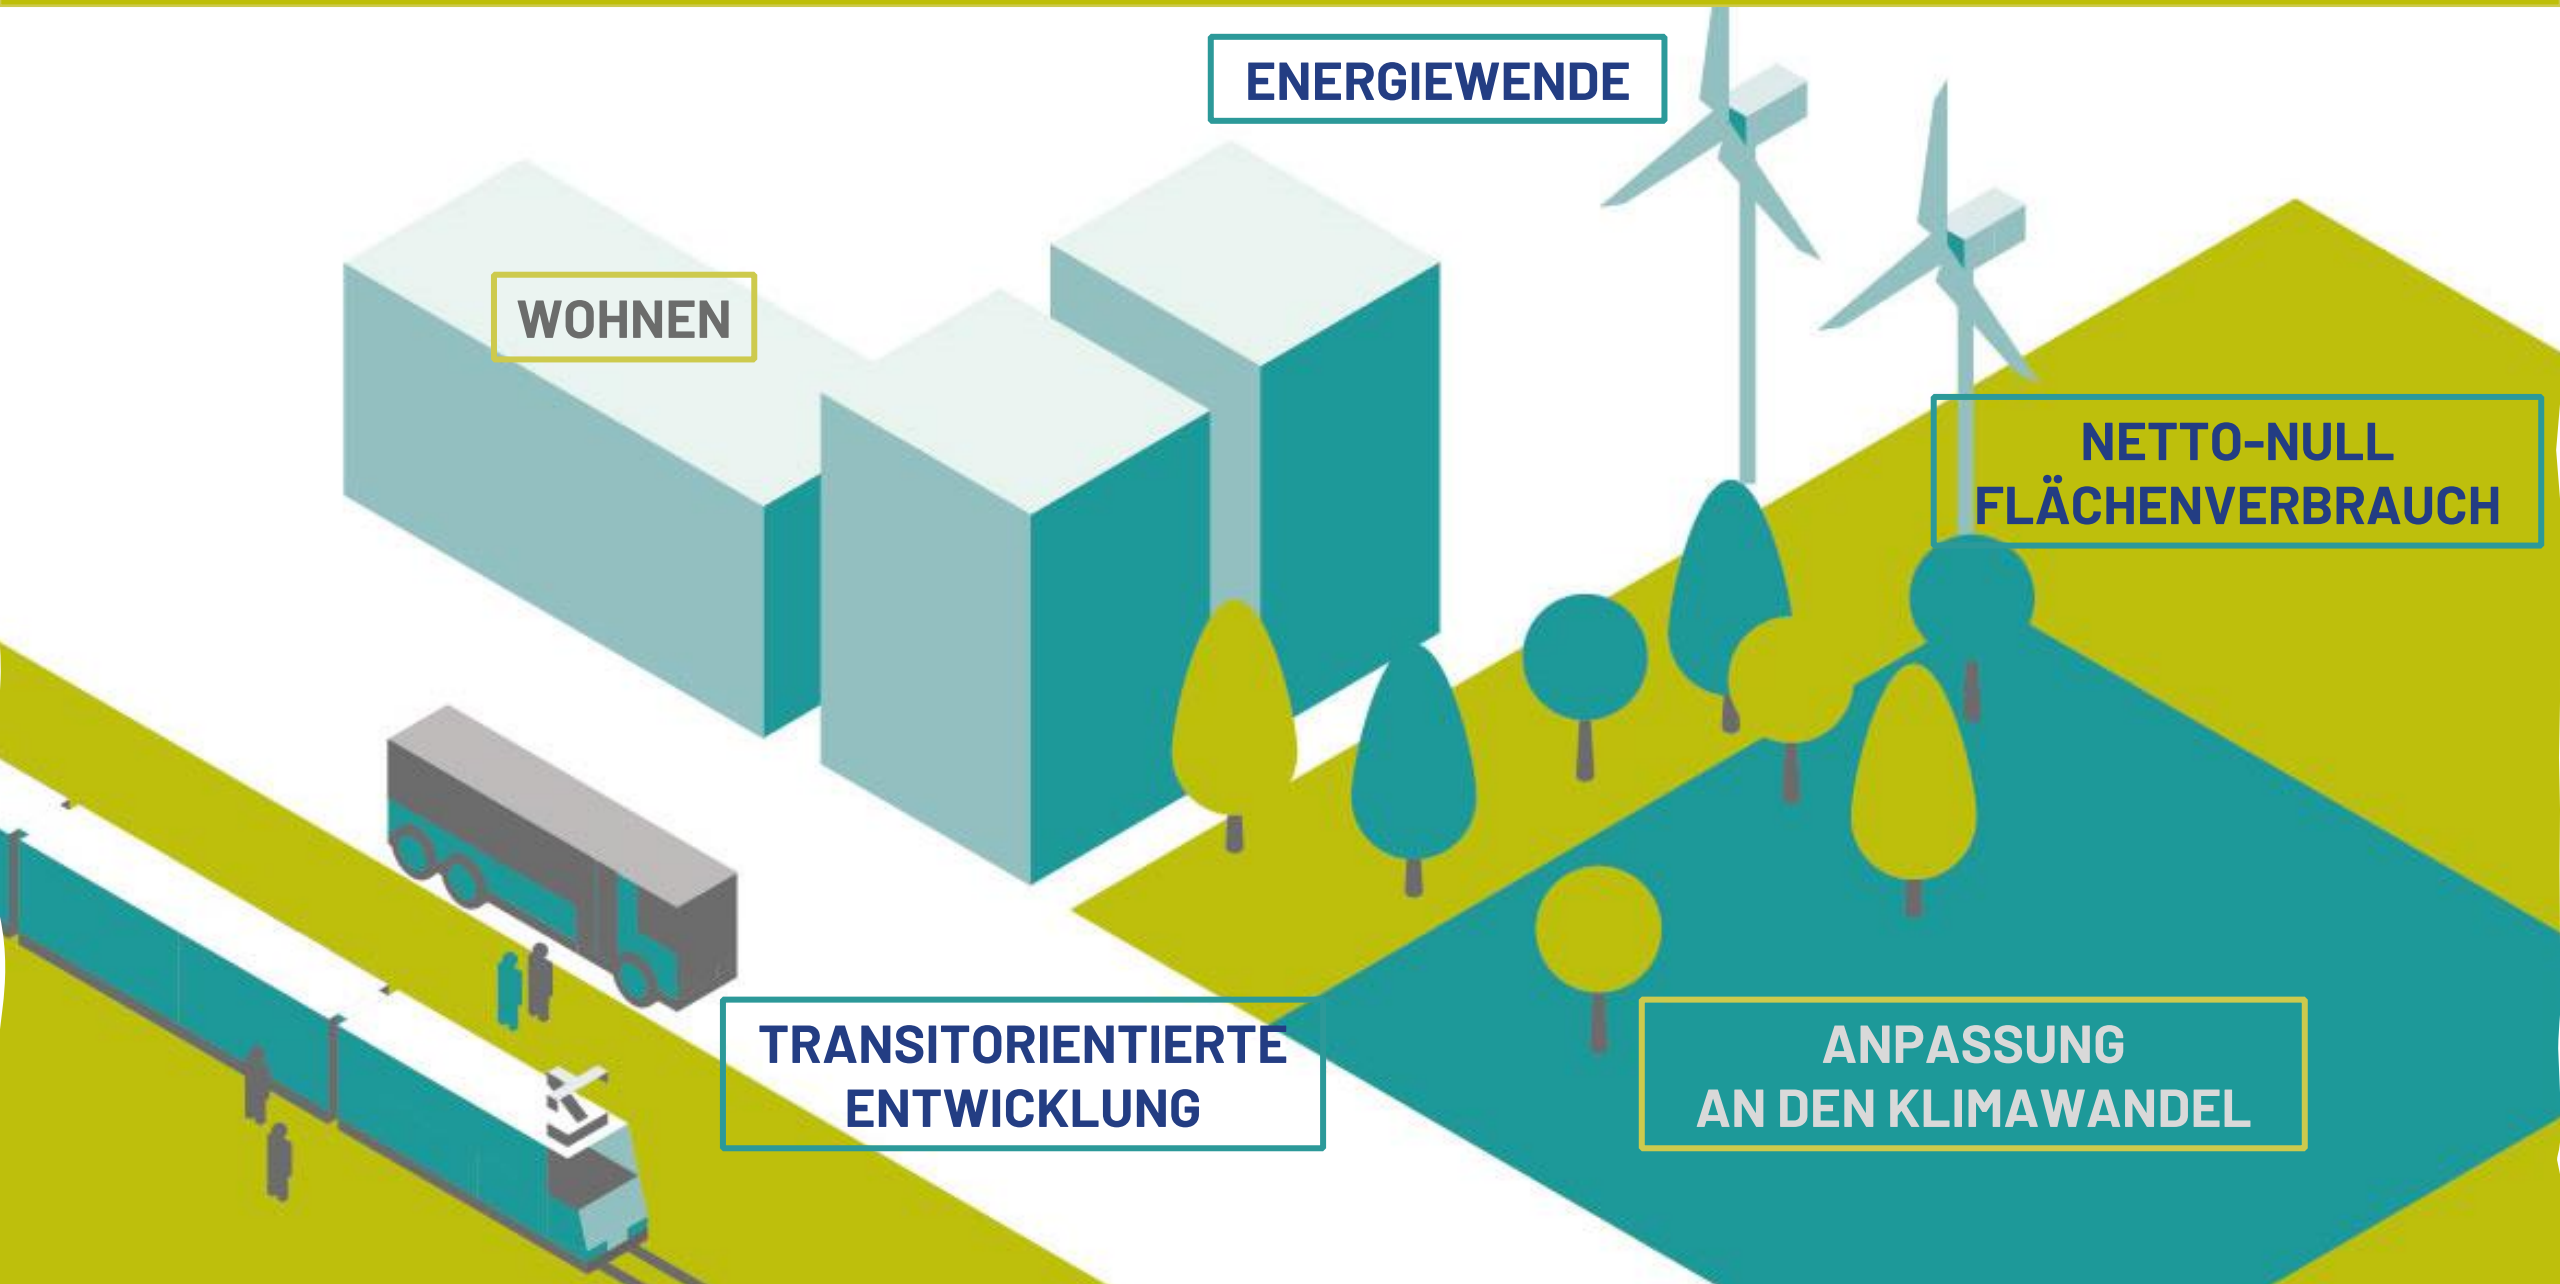 ENERGIEWENDE
WOHNEN
NETTO-NULL
FLÄCHENVERBRAUCH
TRANSITORIENTIERTE
ENTWICKLUNG
ANPASSUNG
AN DEN KLIMAWANDEL